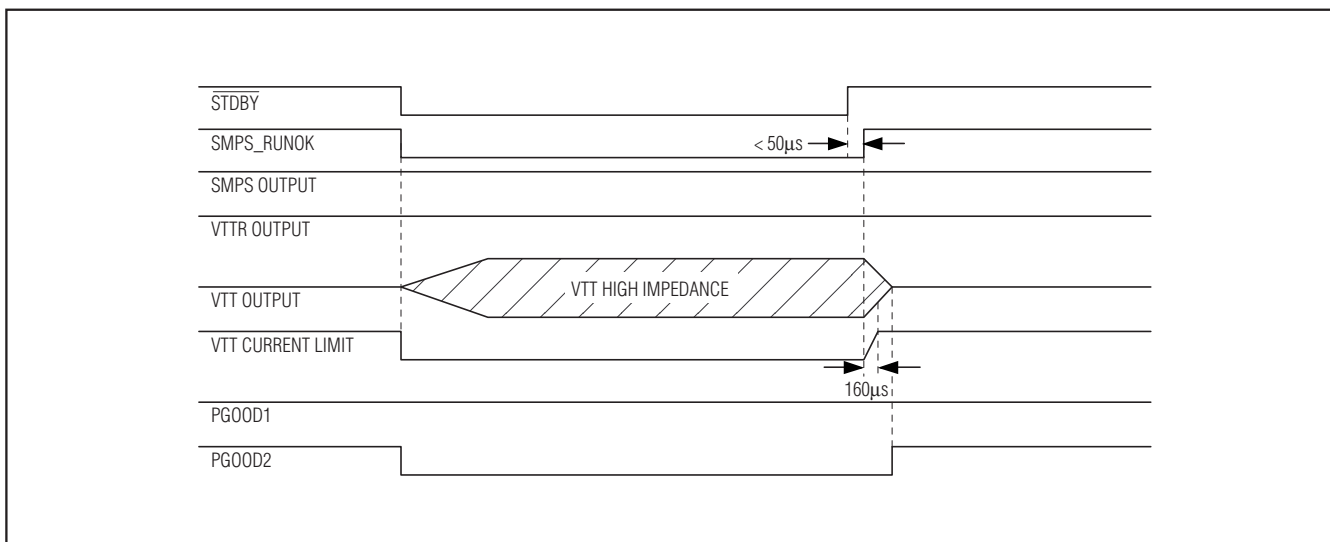 STDBY
SMPS_RUNOK
< 50µs
SMPS OUTPUT
VTTR OUTPUT
VTT HIGH IMPEDANCE
VTT OUTPUT
VTT CURRENT LIMIT
160µs
PGOOD1
PGOOD2